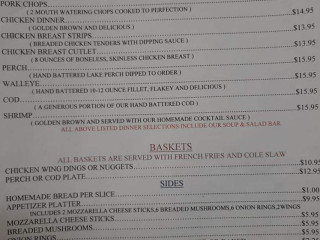 PORK CHOPS
( 2 MOUTH WATERING CHOPS COOKED TO PERFECTION )
CHICKEN DINNER $14.95
( GOLDEN BROWN AND DELICIOUS )
CHICKEN BREAST STRIPS $13.95
( BREADED CHICKEN TENDERS WITH DIPPING SAUCE )
CHICKEN BREAST CUTLET $13.95
( 8 OUNCES OF BONELESS, SKINLESS CHICKEN BREAST )
PERCH $15.95
( HAND BATTERED LAKE PERCH DIPPED TO ORDER )
WALLEYE $15.95
( HAND BATTERED 10-12 OUNCE FILLET, FLAKEY AND DELICIOUS )
COD $15.95
( A GENEROUS PORTION OF OUR HAND BATTERED COD )
SHRIMP $15.95
( GOLDEN BROWN AND SERVED WITH OUR HOMEMADE COCKTAIL SAUCE )
ALL ABOVE LISTED DINNER SELECTIONS INCLUDE OUR SOUP & SALAD BAR
BASKETS
ALL BASKETS ARE SERVED WITH FRENCH FRIES AND COLE SLAW
CHICKEN WING DINGS OR NUGGETS $10.95
PERCH OR COD PLATE $12.95
SIDES
HOMEMADE BREAD PER SLICE $1.00
APPETIZER PLATTER $9.95
INCLUDES 2 MOZZARELLA CHEESE STICKS,6 BREADED MUSHROOMS,6 ONION RINGS,2WINGS
MOZZARELLA CHEESE STICKS $5.95
BREADED MUSHROOMS $5.95
ONION RINGS